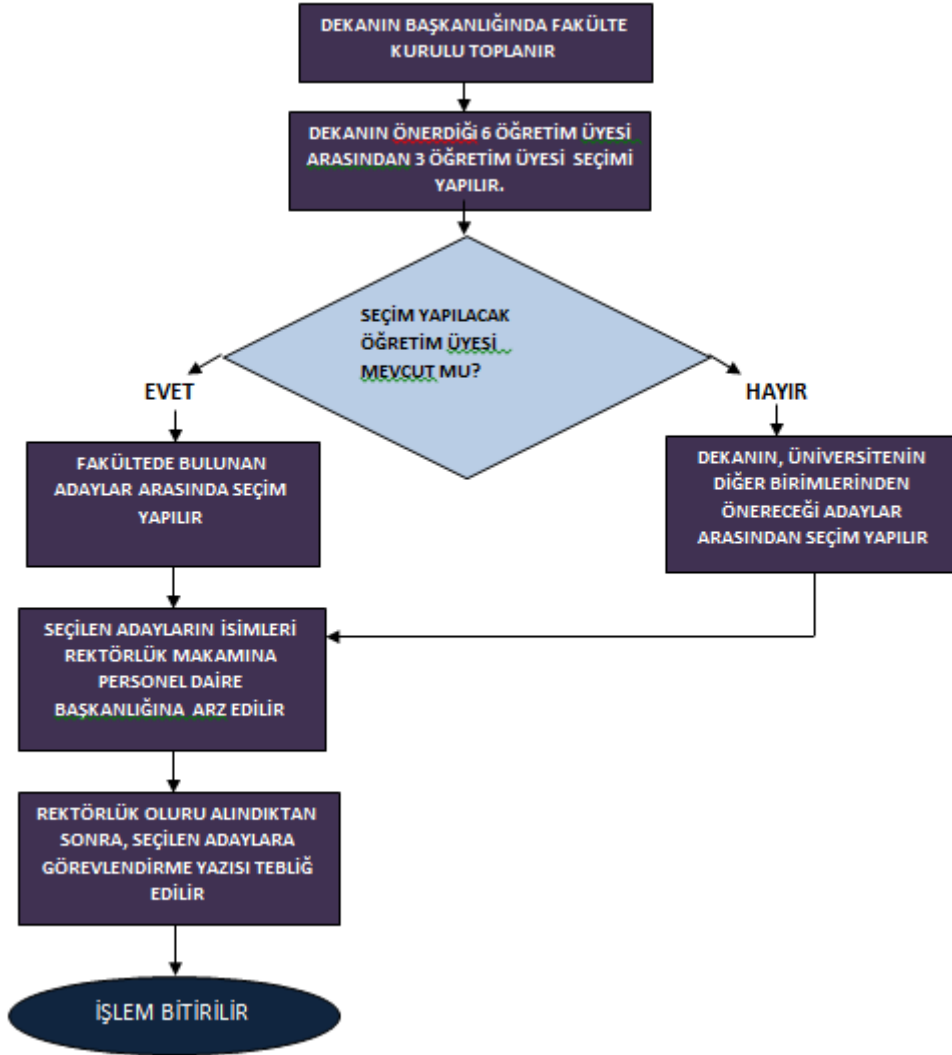 DEKANIN BAŞKANLIĞINDA FAKÜLTE
KURULU TOPLANIR
DEKANIN ÖNERDİĞİ 6 ÖĞRETİM ÜYESİ
ARASINDAN 3 ÖĞRETİM ÜYESİ SEÇİMİ
YAPILIR.
SEÇİM YAPILACAK
ÖĞRETİM ÜYESİ
MEVCUT MU?
EVET
HAYIR
FAKÜLTEDE BULUNAN
ADAYLAR ARASINDA SEÇİM
YAPILIR
DEKANIN, ÜNİVERSİTENİN
DİĞER BİRİMLERİNDEN
ÖNERECEĞİ ADAYLAR
ARASINDAN SEÇİM YAPILIR
SEÇİLEN ADAYLARIN İSİMLERİ
REKTÖRLÜK MAKAMINA
PERSONEL DAİRE
BAŞKANLIĞINA ARZ EDİLİR
REKTÖRLÜK OLURU ALINDIKTAN
SONRA, SEÇİLEN ADAYLARA
GÖREVLENDİRME YAZISI TEBLİĞ
EDİLİR
İŞLEM BİTİRİLİR